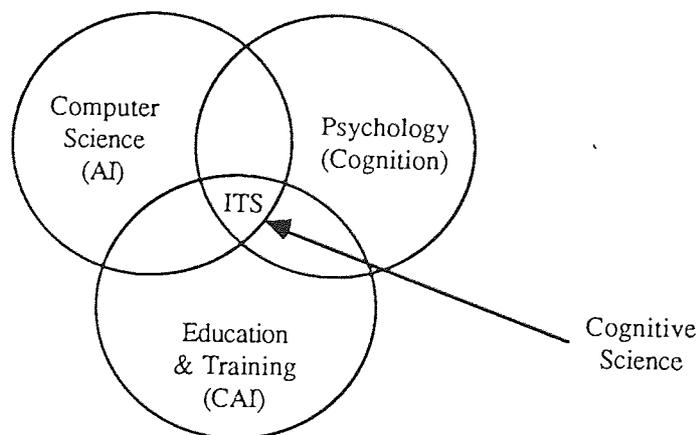 Computer
Science
(AI)
Psychology
(Cognition)
ITS
Education
& Training
(CAI)
Cognitive
Science